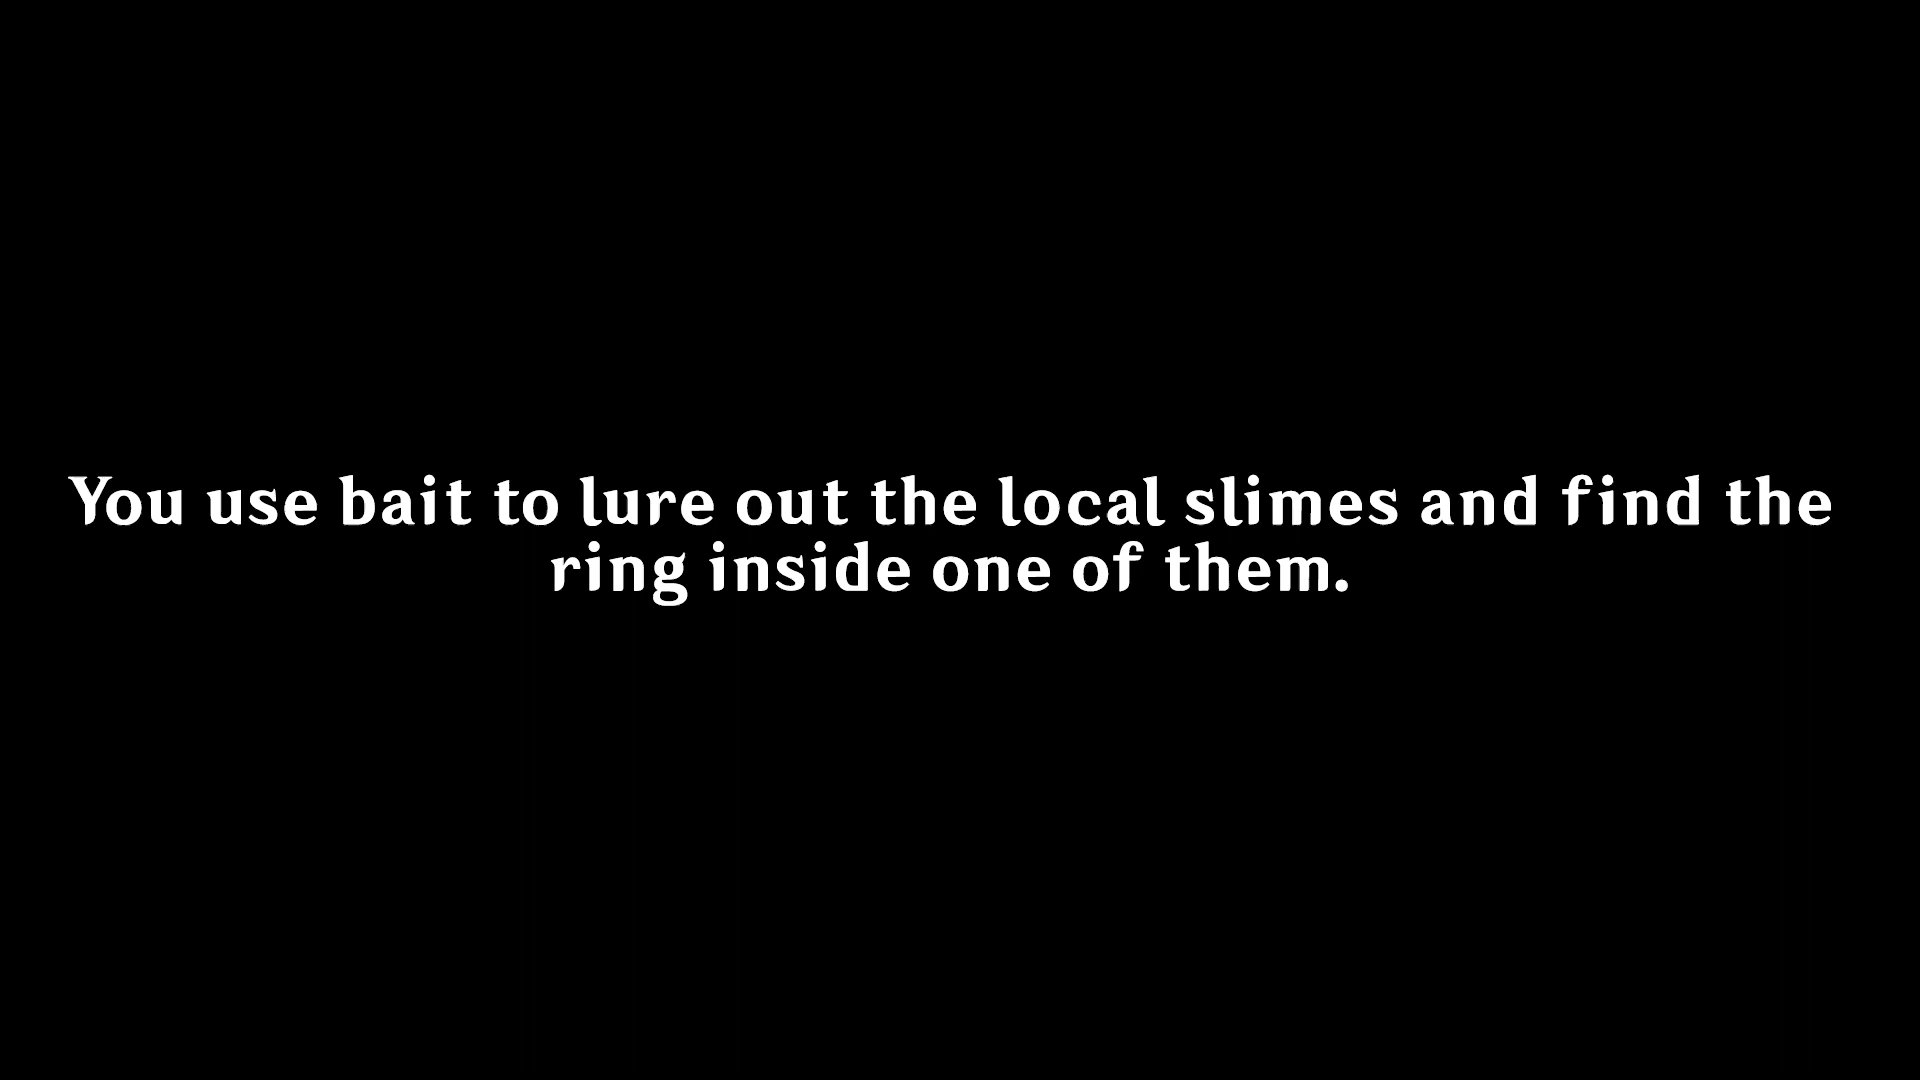 You use bait to lure out the local slimes and find the
ring inside one of them.